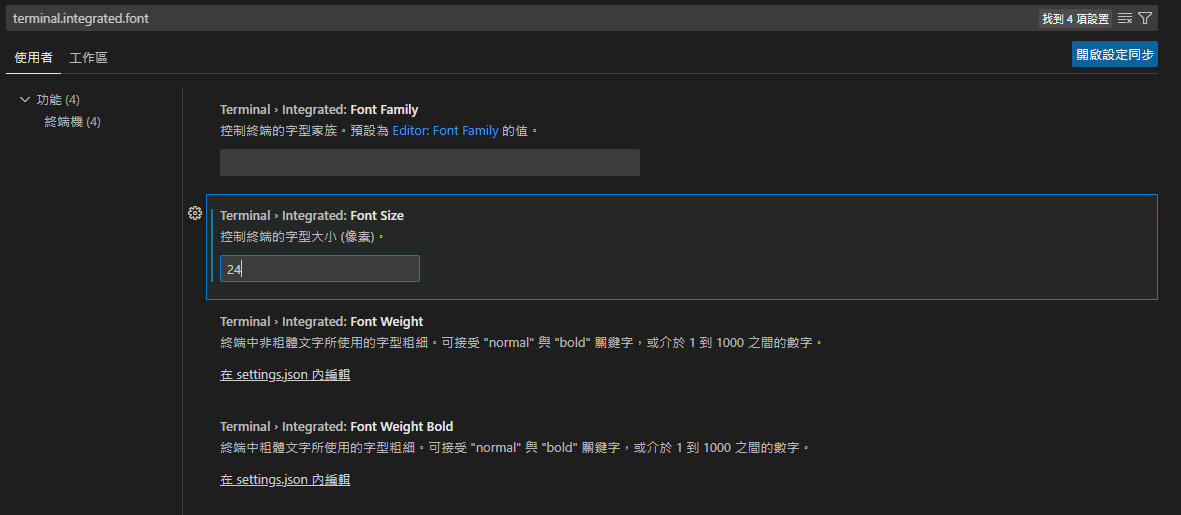 terminal.integrated.font
找到 4 項設置
使用者 工作區
開啟設定同步
功能 (4)
終端機 (4)
Terminal › Integrated: Font Family
控制終端的字型家族。預設為 Editor: Font Family 的值。
Terminal › Integrated: Font Size
控制終端的字型大小 (像素)。
24
Terminal › Integrated: Font Weight
終端中非粗體文字所使用的字型粗細。可接受 "normal" 與 "bold" 關鍵字，或介於 1 到 1000 之間的數字。
在 settings.json 內編輯
Terminal › Integrated: Font Weight Bold
終端中粗體文字所使用的字型粗細。可接受 "normal" 與 "bold" 關鍵字，或介於 1 到 1000 之間的數字。
在 settings.json 內編輯